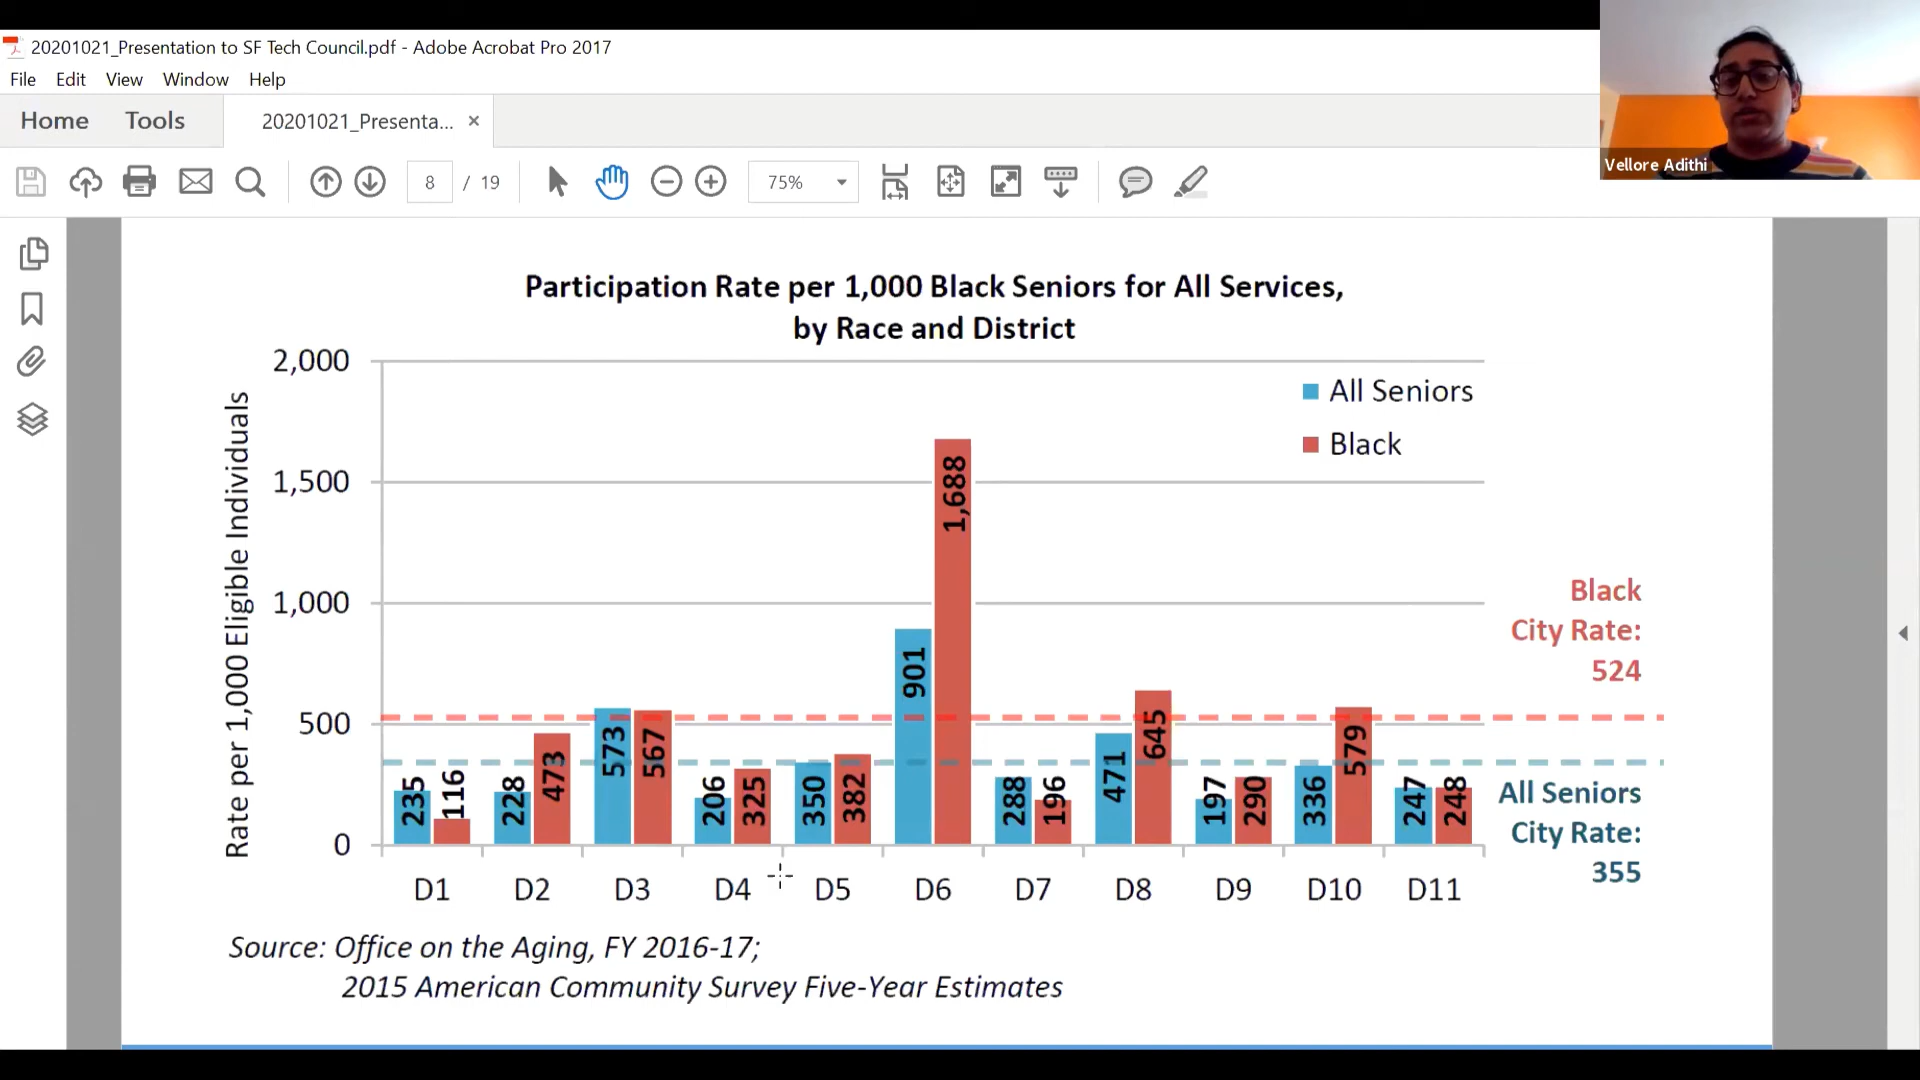 20201021_Presentation to SF Tech Council.pdf - Adobe Acrobat Pro 2017
File Edit View Window Help
Home Tools 20201021_Presenta... ×
8 / 19 75%
Vellore Adithi
Participation Rate per 1,000 Black Seniors for All Services,
by Race and District
Rate per 1,000 Eligible Individuals
2,000
1,500
1,000
500
0
All Seniors
Black
235 116 228 473 573 567 206 325 350 382 901 1,688 288 196 471 645 197 290 336 579 247 248
D1 D2 D3 D4 D5 D6 D7 D8 D9 D10 D11
Black
City Rate:
524
All Seniors
City Rate:
355
Source: Office on the Aging, FY 2016-17;
2015 American Community Survey Five-Year Estimates